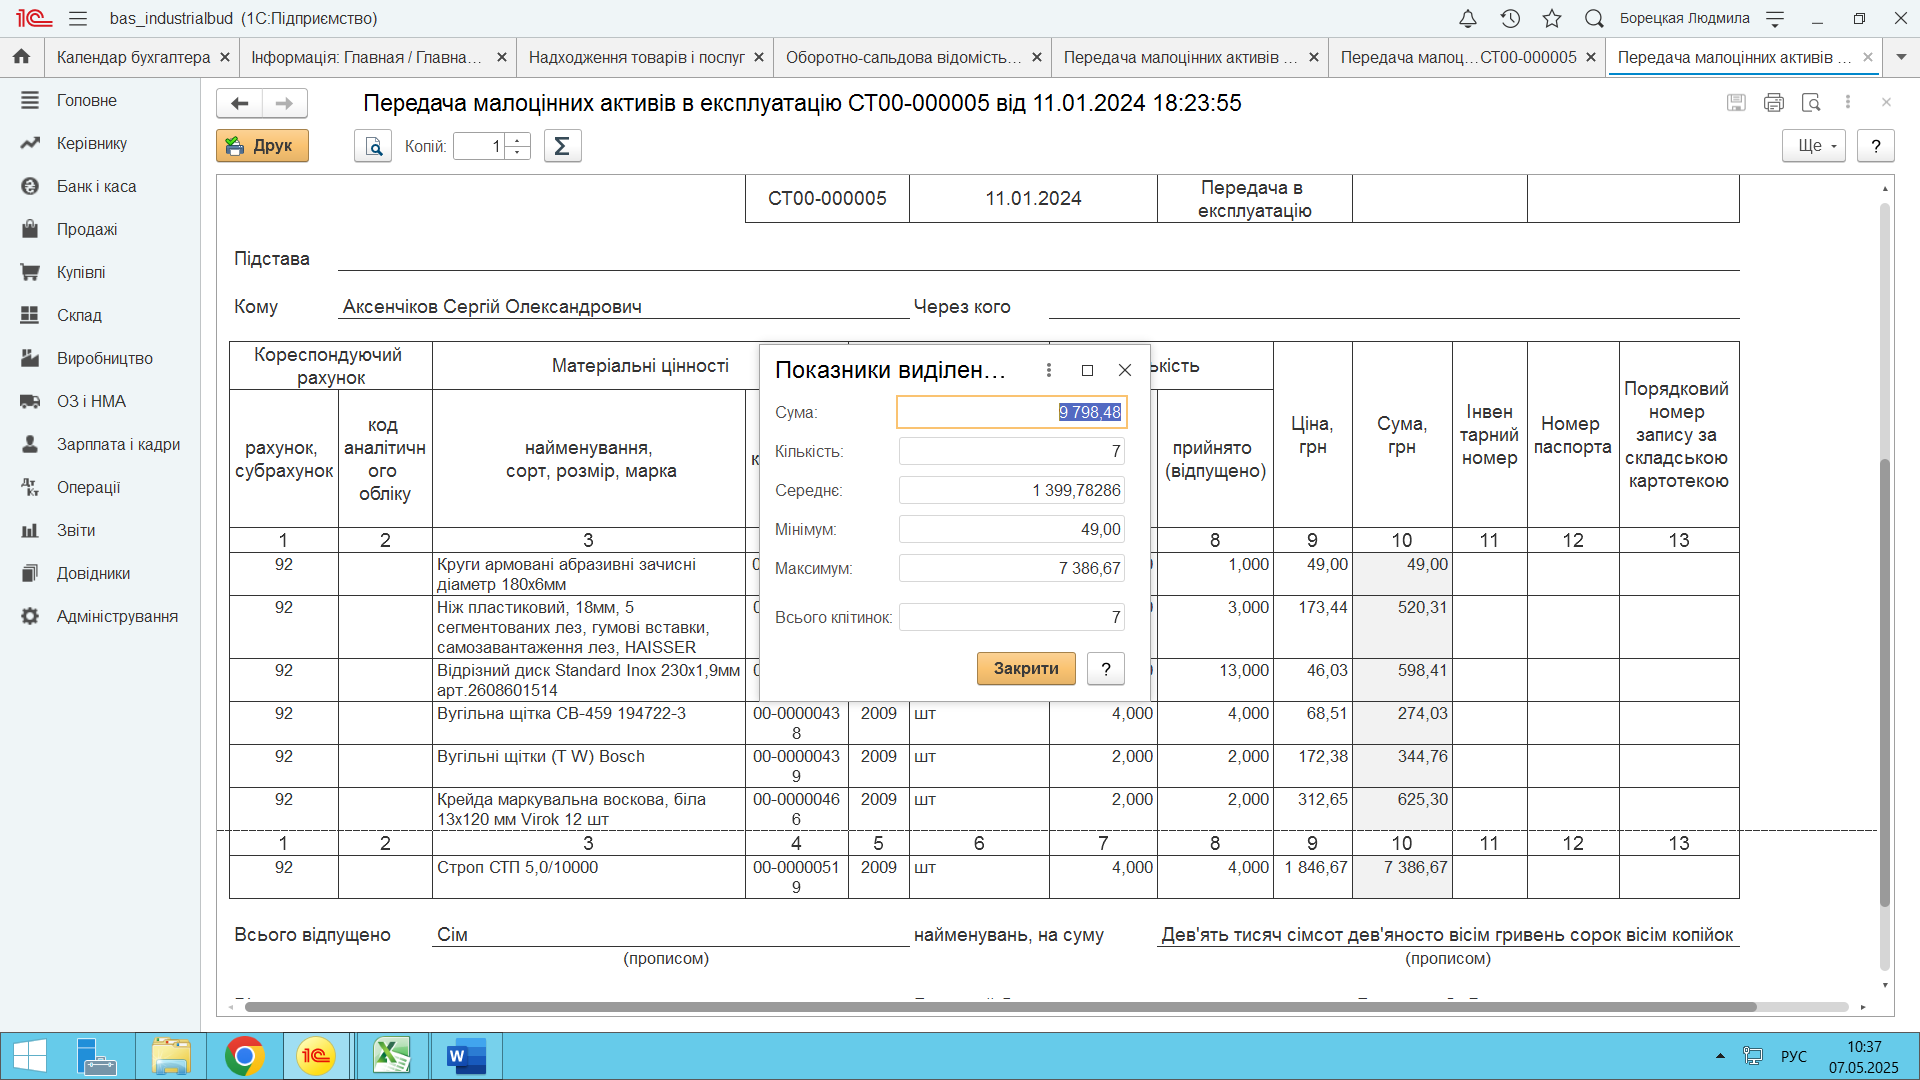 bas_industrialbud (1С:Підприємство)
Борецкая Людмила
Календар бухгалтера
Інформація: Главная / Главна...
Надходження товарів і послуг
Оборотно-сальдова відомість...
Передача малоцінних активів ...
Передача малоц...СТ00-000005
Передача малоцінних активів ...
Головне
Керівнику
Банк і каса
Продажі
Купівлі
Склад
Виробництво
ОЗ і НМА
Зарплата і кадри
Операції
Звіти
Довідники
Адміністрування
Передача малоцінних активів в експлуатацію СТ00-000005 від 11.01.2024 18:23:55
Друк
Копій: 1
Σ
Ще
?
СТ00-000005 11.01.2024 Передача в експлуатацію
Підстава
Кому Аксенчіков Сергій Олександрович Через кого
Кореспондуючий рахунок
Матеріальні цінності
рахунок, субрахунок
код аналітичного обліку
найменування, сорт, розмір, марка
прийнято (відпущено)
Ціна, грн
Сума, грн
Інвентарний номер
Номер паспорта
Порядковий номер запису за складською картотекою
1 2 3 8 9 10 11 12 13
92 Круги армовані абразивні зачисні діаметр 180х6мм 1,000 49,00 49,00
92 Ніж пластиковий, 18мм, 5 сегментованих лез, гумові вставки, самозавантаження лез, HAISSER 3,000 173,44 520,31
92 Відрізний диск Standard Inox 230х1,9мм арт.2608601514 13,000 46,03 598,41
92 Вугільна щітка CB-459 194722-3 00-00000438 2009 шт 4,000 4,000 68,51 274,03
92 Вугільні щітки (T W) Bosch 00-00000439 2009 шт 2,000 2,000 172,38 344,76
92 Крейда маркувальна воскова, біла 13х120 мм Virok 12 шт 00-00000466 2009 шт 2,000 2,000 312,65 625,30
1 2 3 4 5 6 7 8 9 10 11 12 13
92 Строп СТП 5,0/10000 00-00000519 2009 шт 4,000 4,000 1 846,67 7 386,67
Всього відпущено Сім найменувань, на суму Дев'ять тисяч сімсот дев'яносто вісім гривень сорок вісім копійок
(прописом) (прописом)
Показники виділен...
Сума: 9 798,48
Кількість: 7
Середнє: 1 399,78286
Мінімум: 49,00
Максимум: 7 386,67
Всього клітинок: 7
Закрити
?
РУС
10:37
07.05.2025